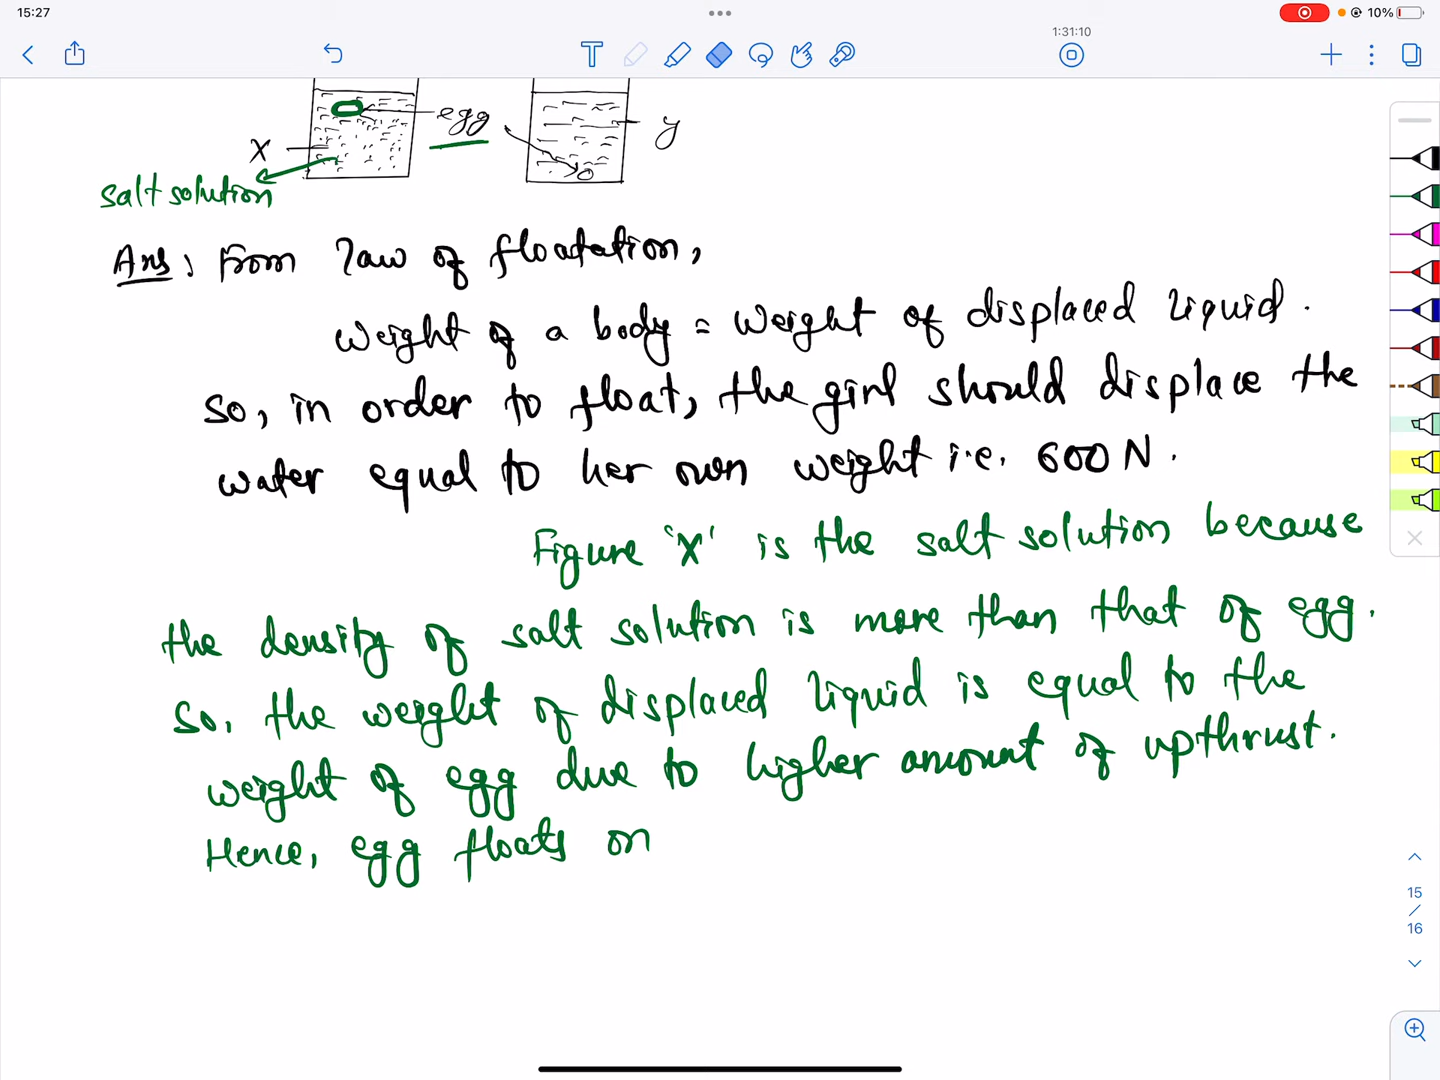 15:27
10%
1:31:10
egg
X
y
salt solution
Ans: From law of floatation,
Weight of a body = Weight of displaced liquid.
so, in order to float, the girl should displace the
water equal to her own weight i.e. 600 N.
Figure 'X' is the salt solution because
the density of salt solution is more than that of egg.
so, the weight of displaced liquid is equal to the
weight of egg due to higher amount of upthrust.
Hence, egg floats on
15
/
16